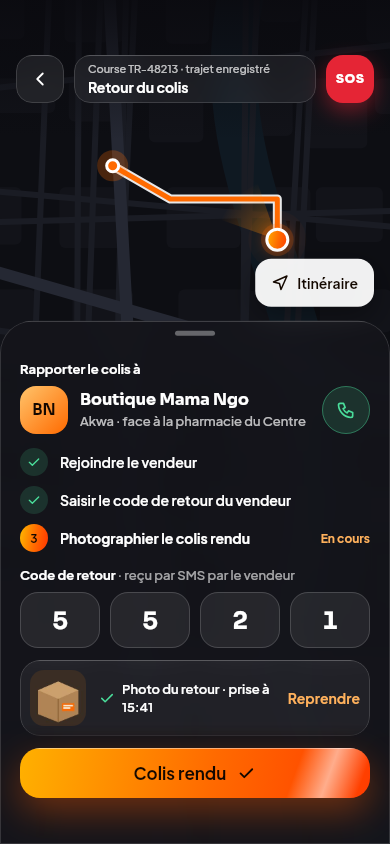 Course TR-48213 · trajet enregistré
Retour du colis
SOS
Itinéraire
Rapporter le colis à
BN
Boutique Mama Ngo
Akwa · face à la pharmacie du Centre
Rejoindre le vendeur
Saisir le code de retour du vendeur
3 Photographier le colis rendu En cours
Code de retour · reçu par SMS par le vendeur
5 5 2 1
Photo du retour · prise à
15:41
Reprendre
Colis rendu